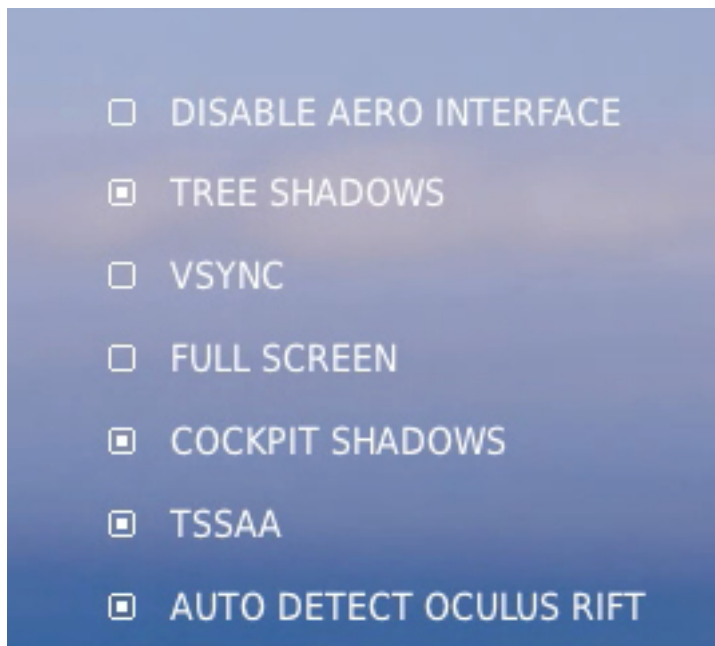 DISABLE AERO INTERFACE
TREE SHADOWS
VSYNC
FULL SCREEN
COCKPIT SHADOWS
TSSAA
AUTO DETECT OCULUS RIFT